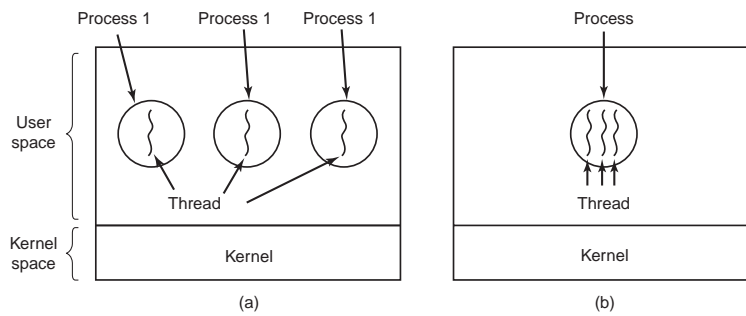 Process 1 Process 1 Process 1
Process
User
space
Thread
Thread
Kernel
space
Kernel
Kernel
(a)
(b)